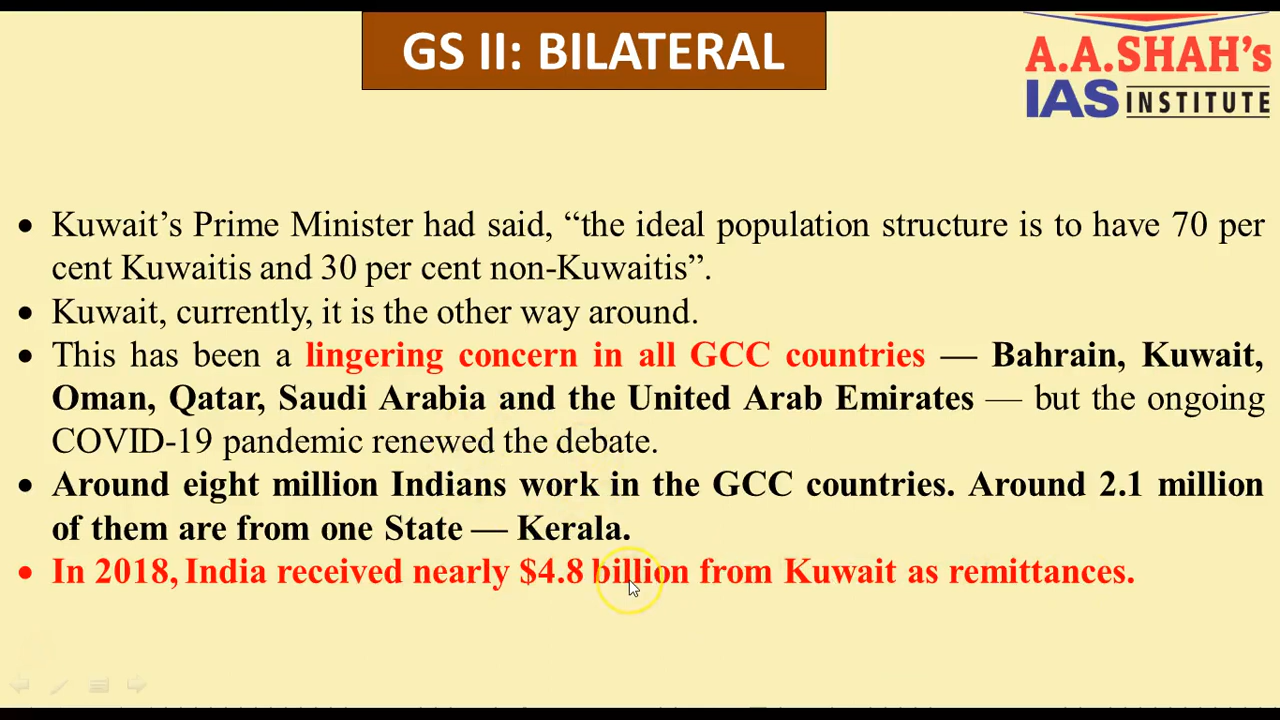 GS II: BILATERAL
A.A.SHAH's
IAS INSTITUTE
• Kuwait’s Prime Minister had said, “the ideal population structure is to have 70 per
cent Kuwaitis and 30 per cent non-Kuwaitis”.
• Kuwait, currently, it is the other way around.
• This has been a lingering concern in all GCC countries — Bahrain, Kuwait,
Oman, Qatar, Saudi Arabia and the United Arab Emirates — but the ongoing
COVID-19 pandemic renewed the debate.
• Around eight million Indians work in the GCC countries. Around 2.1 million
of them are from one State — Kerala.
• In 2018, India received nearly $4.8 billion from Kuwait as remittances.